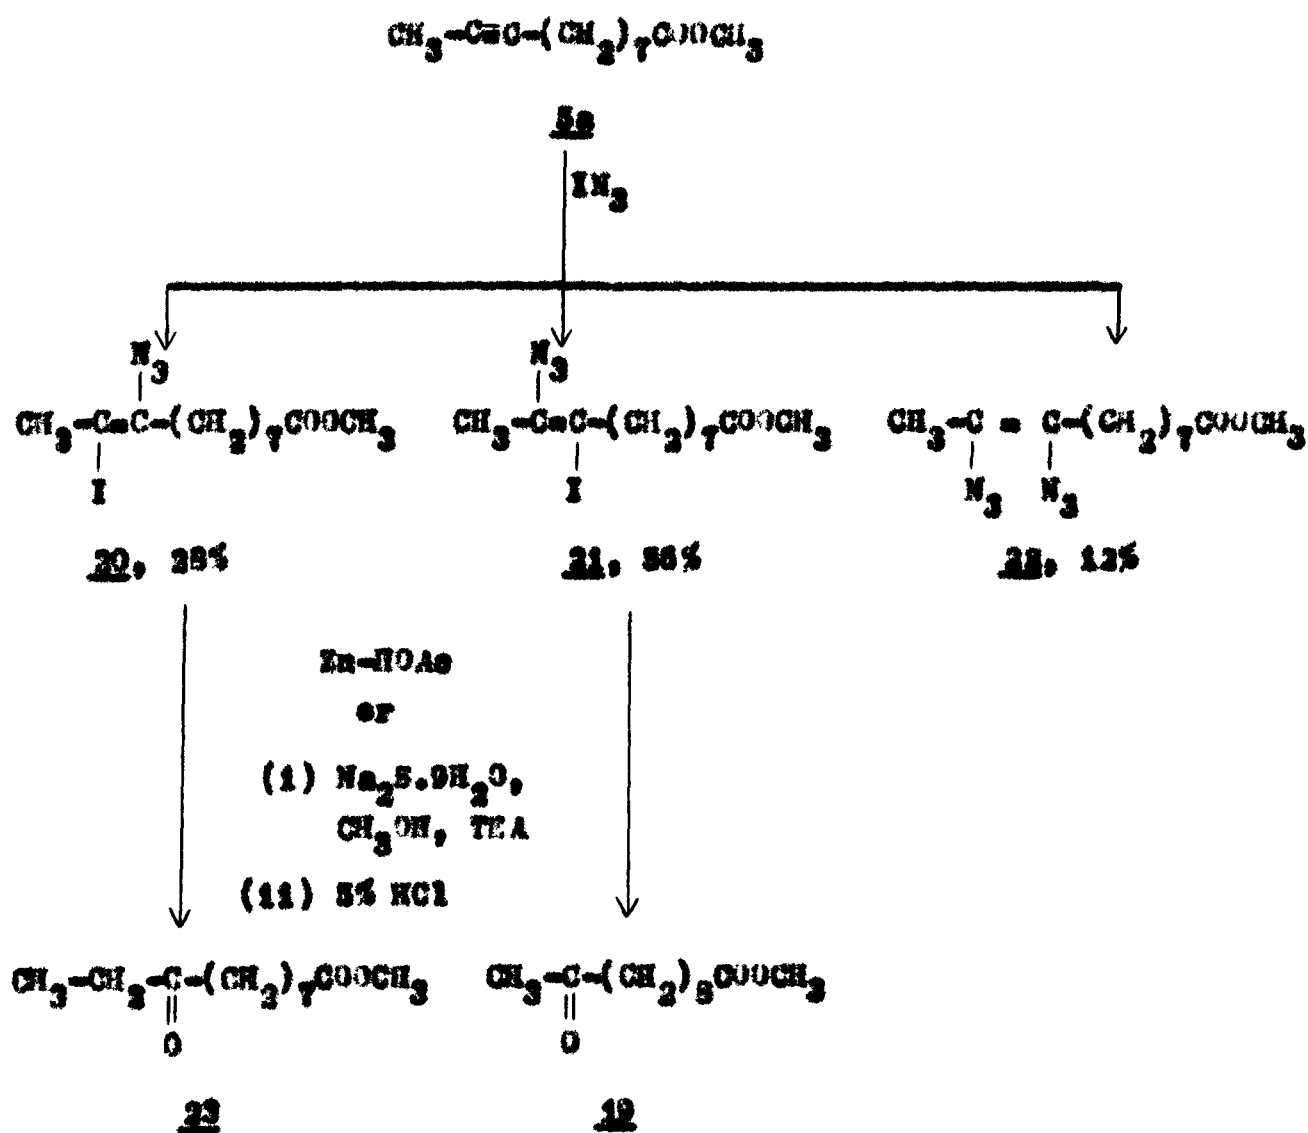 CH3-C≡C-(CH2)7COOCH3
5a
IN3
N3 N3
CH3-C=C-(CH2)7COOCH3 CH3-C=C-(CH2)7COOCH3 CH3-C = C-(CH2)7COOCH3
I I N3 N3
20, 28% 21, 56% 22, 12%
Zn-HOAc
or
(i) Na2S.9H2O,
CH3OH, TEA
(ii) 5% HCl
CH3-CH2-C-(CH2)7COOCH3 CH3-C-(CH2)8COOCH3
O O
23 19